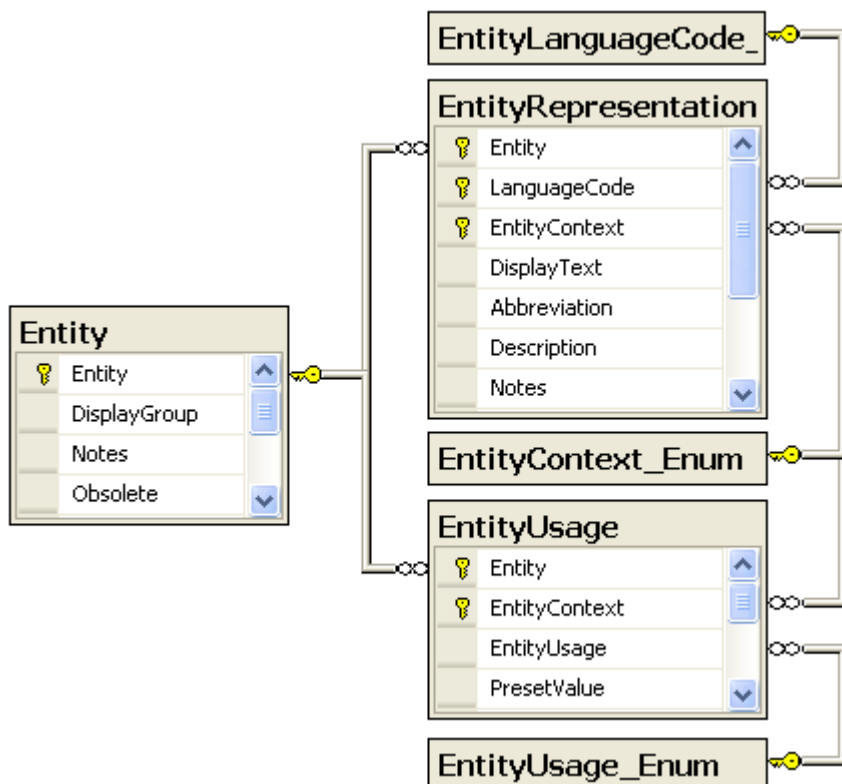 EntityLanguageCode_
EntityRepresentation
Entity
LanguageCode
EntityContext
DisplayText
Abbreviation
Description
Notes
Entity
Entity
DisplayGroup
Notes
Obsolete
EntityContext_Enum
EntityUsage
Entity
EntityContext
EntityUsage
PresetValue
EntityUsage_Enum